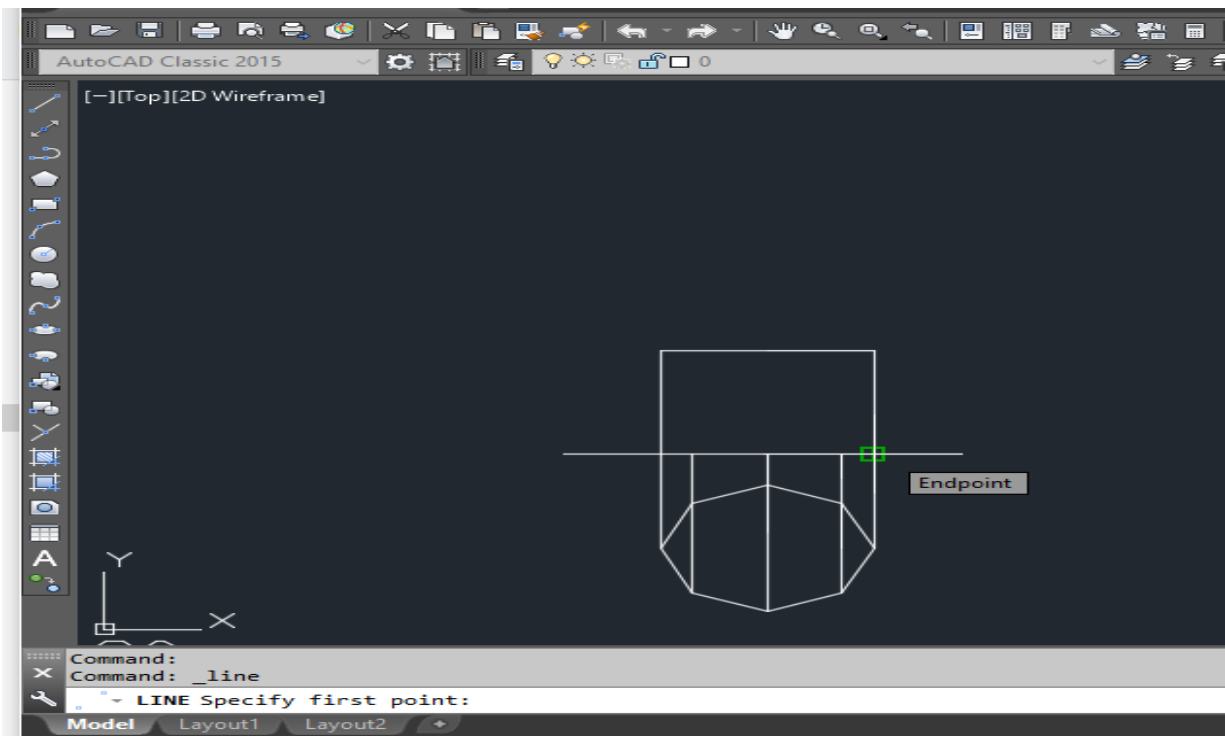 AutoCAD Classic 2015
0
[−][Top][2D Wireframe]
Endpoint
Y
X
Command:
Command: _line
LINE Specify first point:
Model Layout1 Layout2 +